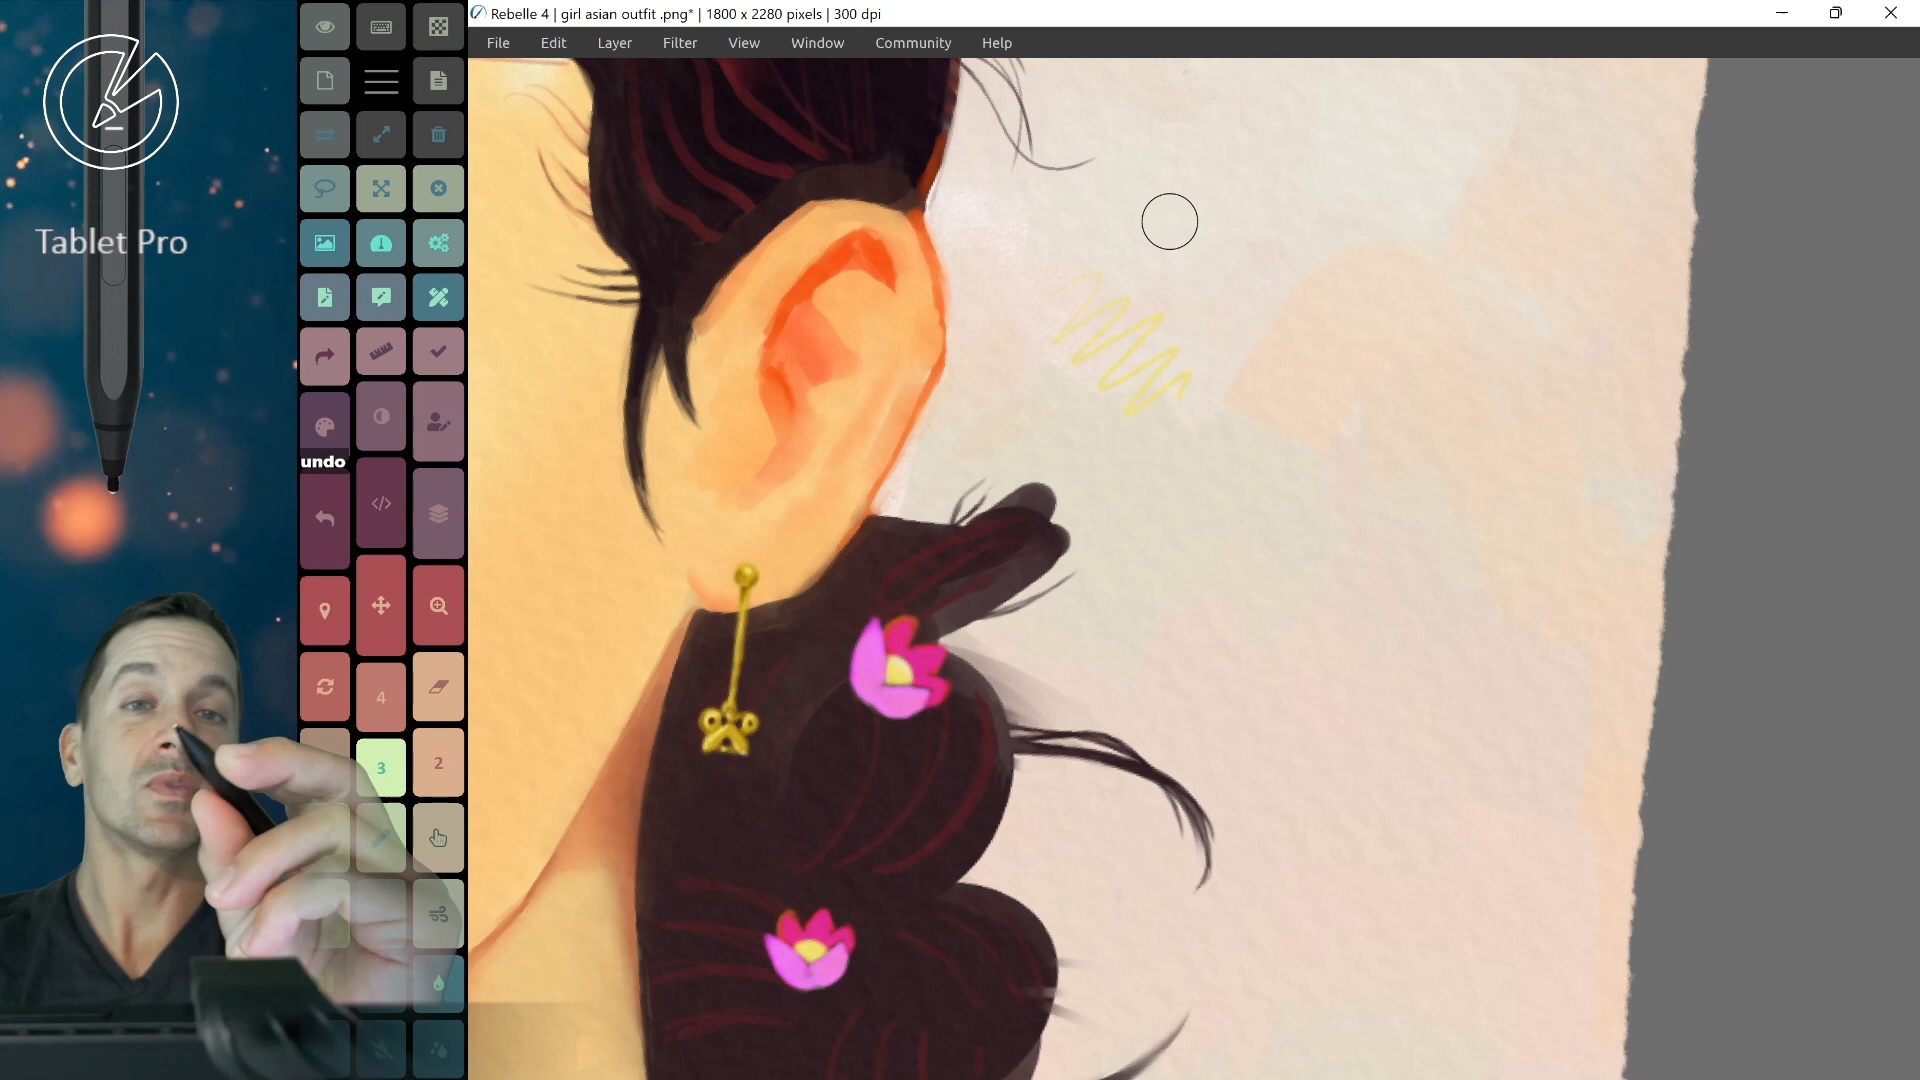 Rebelle 4 | girl asian outfit .png* | 1800 x 2280 pixels | 300 dpi
File Edit Layer Filter View Window Community Help
Tablet Pro
undo
4
3
2